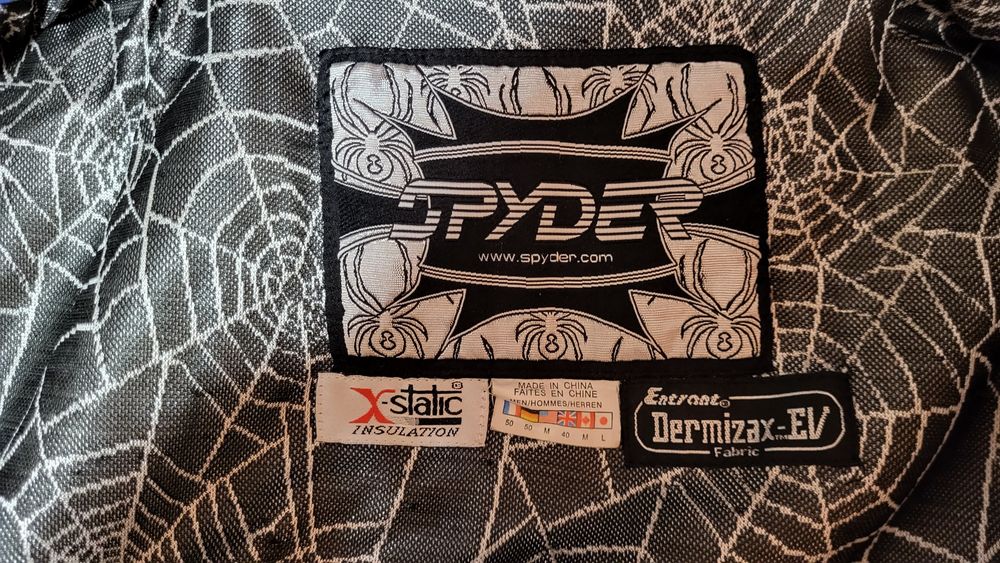 SPYDER
www.spyder.com
X-static ®
INSULATION
MADE IN CHINA
FAITES EN CHINE
MEN/HOMMES/HERREN
50 50 M 40 M L
Entrant®
Dermizax™-EV
Fabric